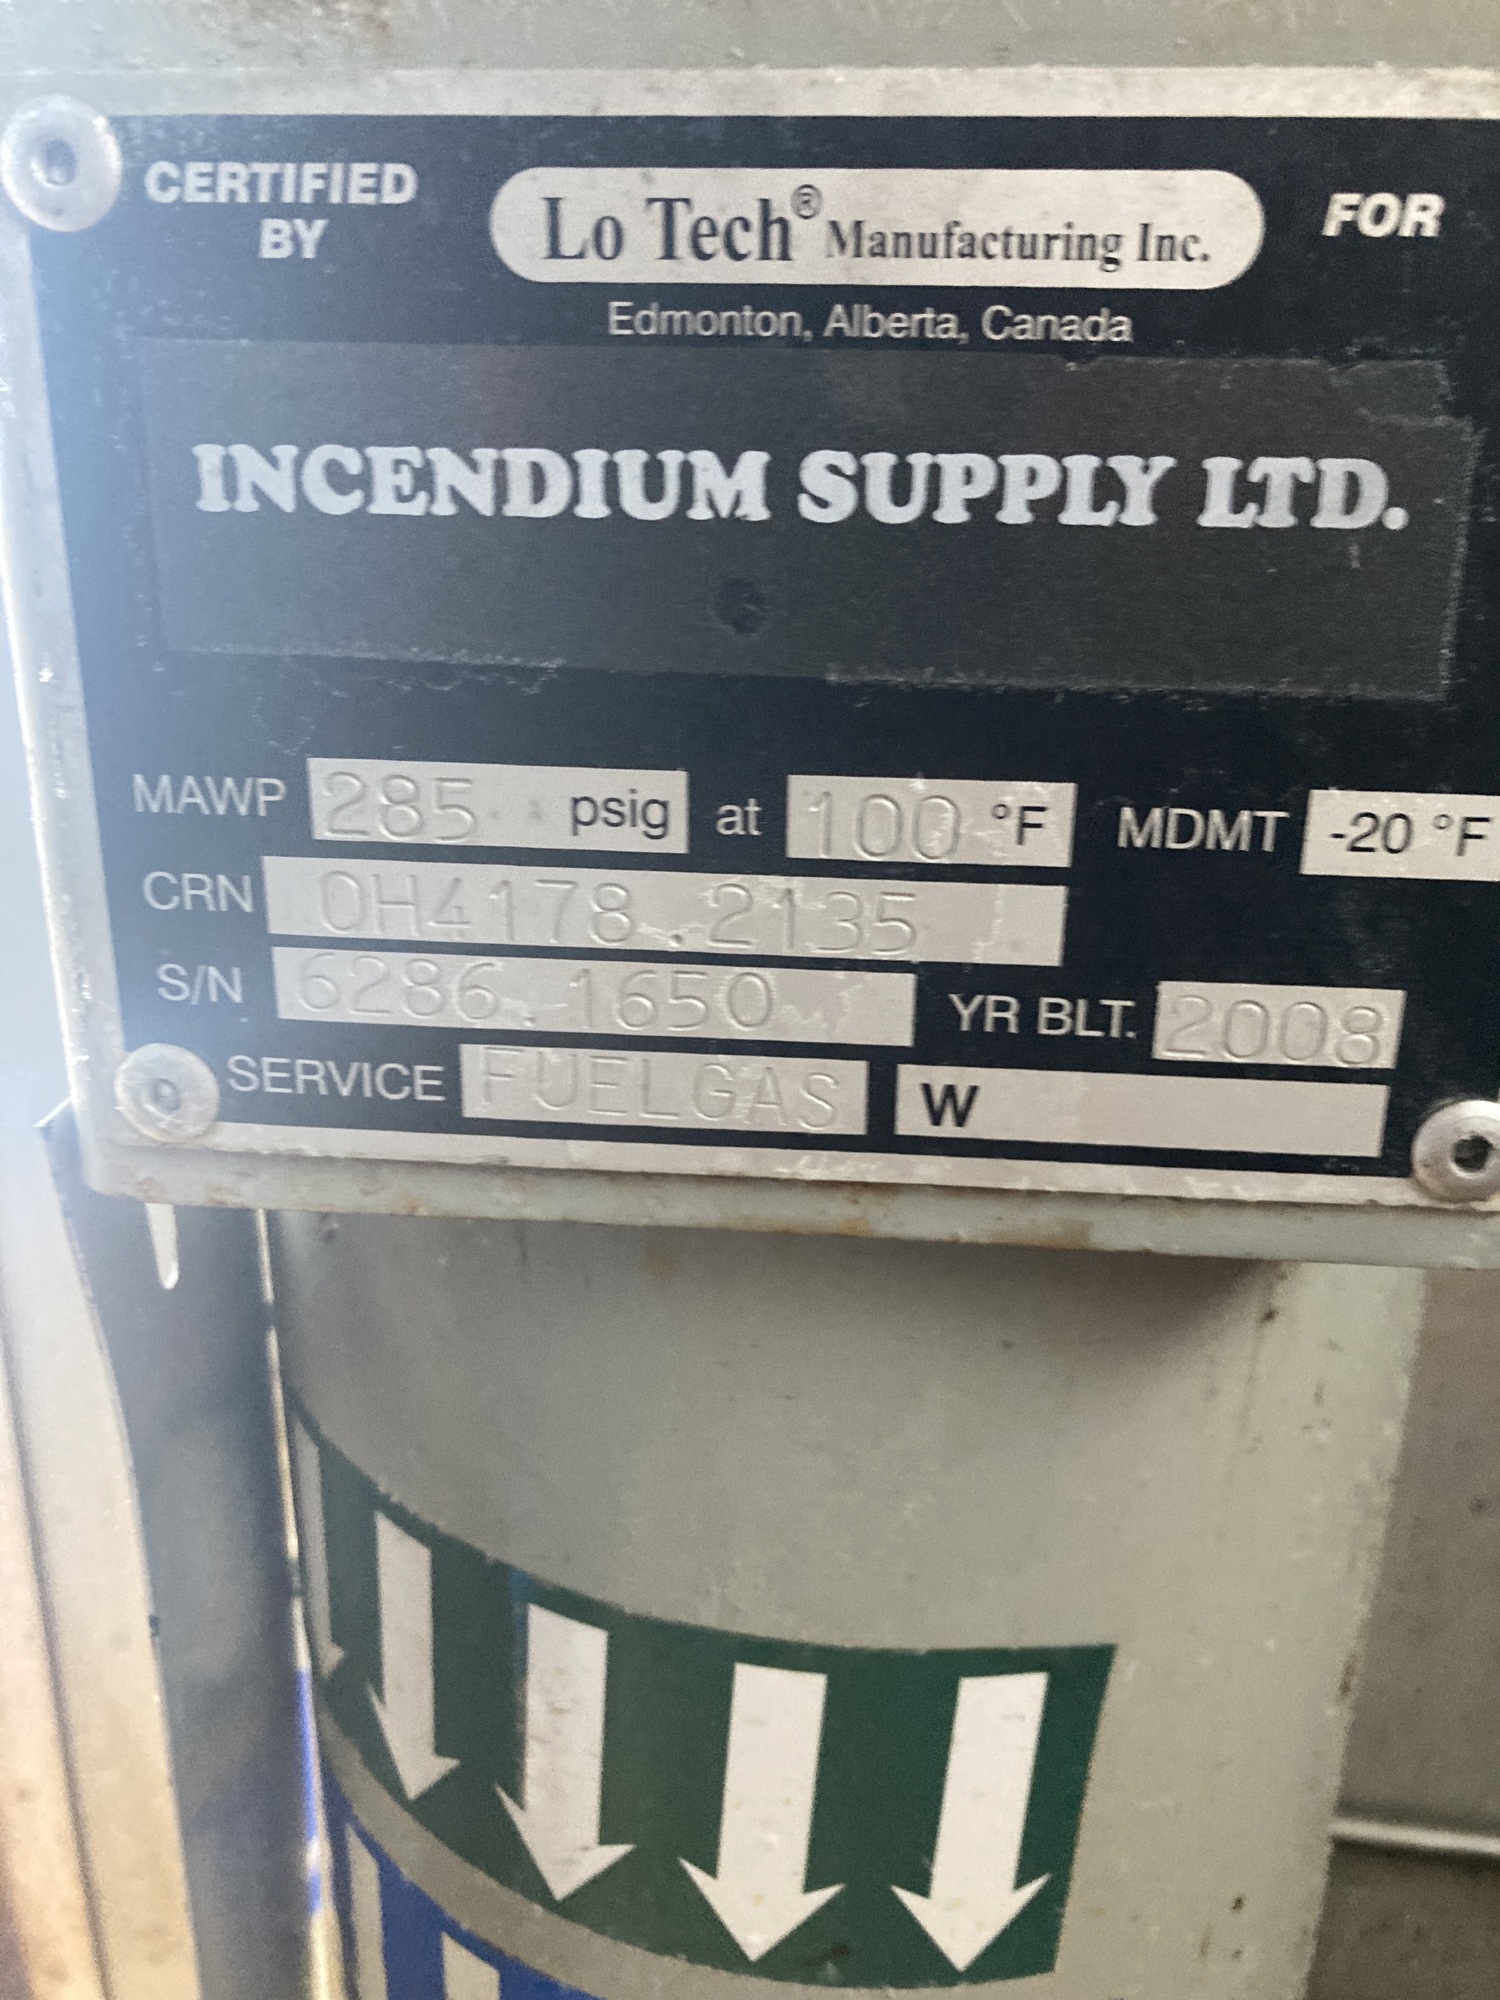 CERTIFIED
BY
Lo Tech® Manufacturing Inc.
FOR
Edmonton, Alberta, Canada
INCENDIUM SUPPLY LTD.
MAWP 285 psig at 100 °F MDMT -20 °F
CRN 0H4178.2135
S/N 6286.1650 YR BLT. 2008
SERVICE FUELGAS W